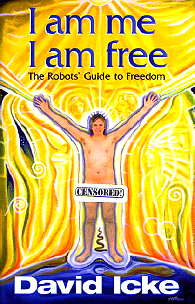 I am me
I am free
The Robots' Guide to Freedom
CENSORED!
David Icke